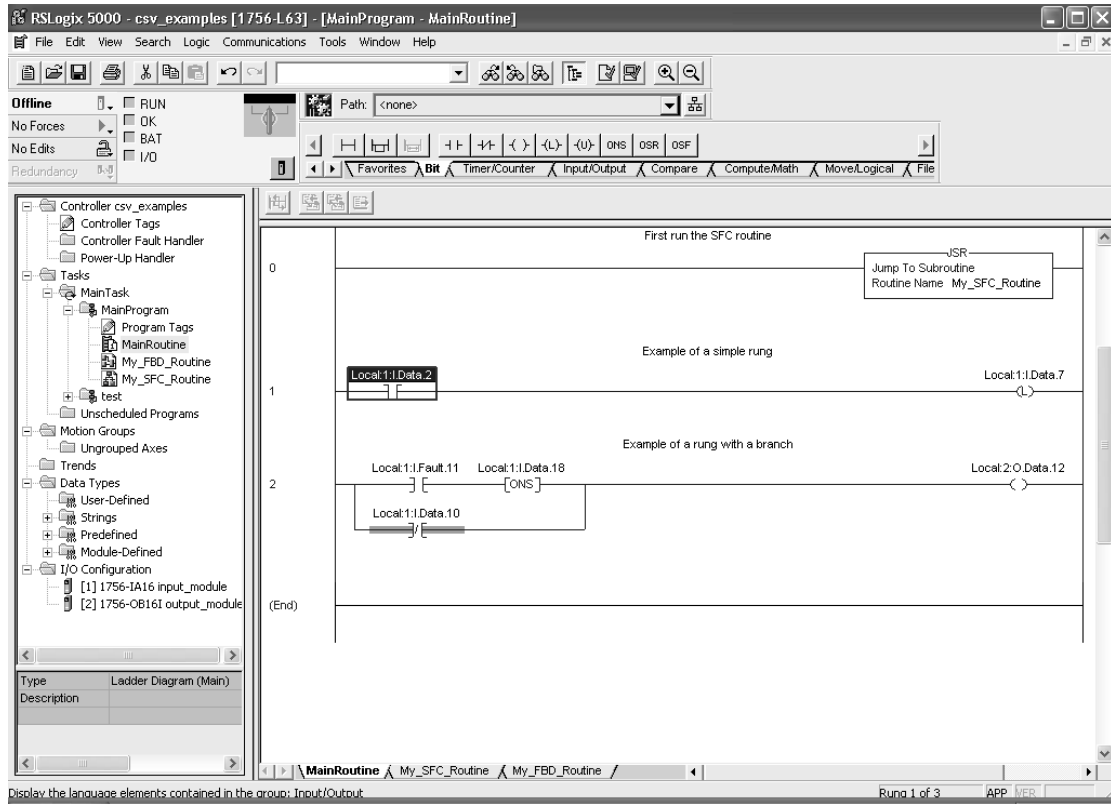 RSLogix 5000 - csv_examples [1756-L63] - [MainProgram - MainRoutine]
File Edit View Search Logic Communications Tools Window Help
Offline
RUN
No Forces
OK
No Edits
BAT
Redundancy
I/O
Path: <none>
ONS OSR OSF
Favorites Bit Timer/Counter Input/Output Compare Compute/Math Move/Logical File
Controller csv_examples
Controller Tags
Controller Fault Handler
Power-Up Handler
Tasks
MainTask
MainProgram
Program Tags
MainRoutine
My_FBD_Routine
My_SFC_Routine
test
Unscheduled Programs
Motion Groups
Ungrouped Axes
Trends
Data Types
User-Defined
Strings
Predefined
Module-Defined
I/O Configuration
[1] 1756-IA16 input_module
[2] 1756-OB16I output_module
Type Ladder Diagram (Main)
Description
First run the SFC routine
0
JSR
Jump To Subroutine
Routine Name My_SFC_Routine
Example of a simple rung
Local:1:I.Data.2 Local:1:I.Data.7
1
L
Example of a rung with a branch
Local:1:I.Fault.11 Local:1:I.Data.18 Local:2:O.Data.12
2
ONS
Local:1:I.Data.10
(End)
MainRoutine My_SFC_Routine My_FBD_Routine
Display the language elements contained in the group: Input/Output
Rung 1 of 3 APP VER